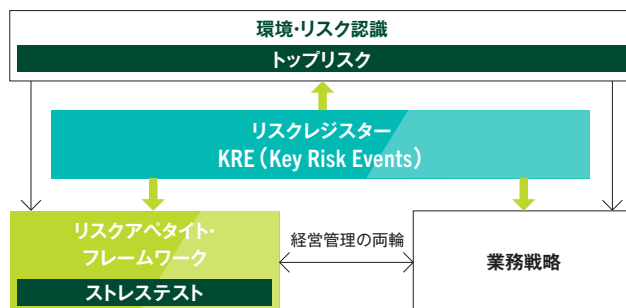 環境・リスク認識
トップリスク
リスクレジスター
KRE（Key Risk Events）
リスクアペタイト・
フレームワーク
ストレステスト
経営管理の両輪
業務戦略